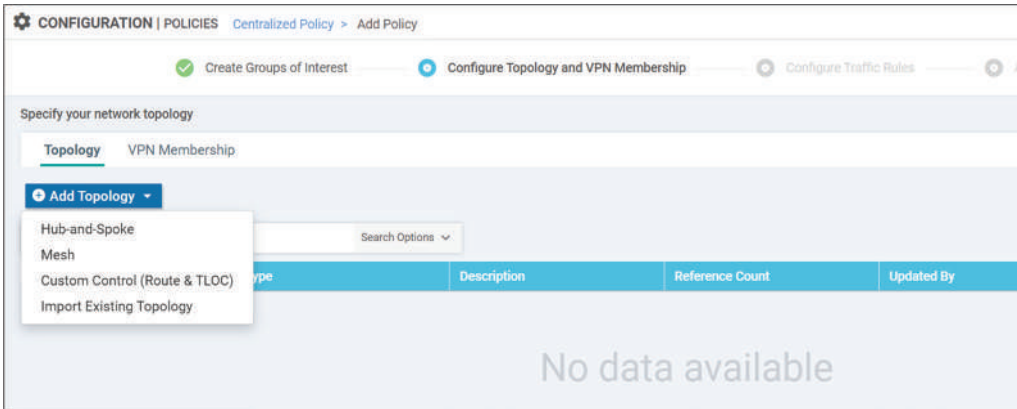 CONFIGURATION | POLICIES Centralized Policy > Add Policy
Create Groups of Interest Configure Topology and VPN Membership Configure Traffic Rules
Specify your network topology
Topology VPN Membership
Add Topology
Hub-and-Spoke
Mesh
Custom Control (Route & TLOC)
Import Existing Topology
Search Options
Description Reference Count Updated By
No data available